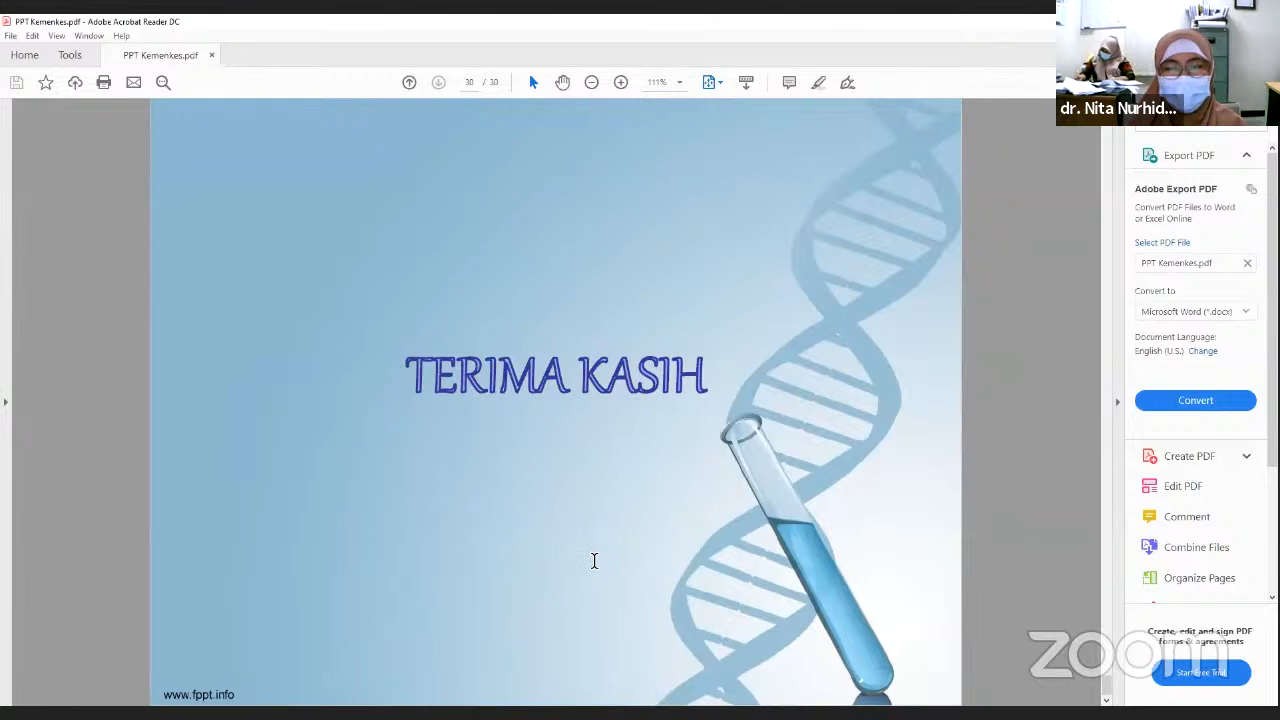 PPT Kemenkes.pdf - Adobe Acrobat Reader DC
File Edit View Window Help
Home Tools PPT Kemenkes.pdf ×
30 / 30 111%
dr. Nita Nurhid...
Export PDF
Adobe Export PDF
Convert PDF Files to Word
or Excel Online
Select PDF File
PPT Kemenkes.pdf
Convert to
Microsoft Word (*.docx)
Document Language:
English (U.S.) Change
Convert
Create PDF
Edit PDF
Comment
Combine Files
Organize Pages
Create, edit and sign PDF
forms & agreements
Start Free Trial
zoom
TERIMA KASIH
www.fppt.info